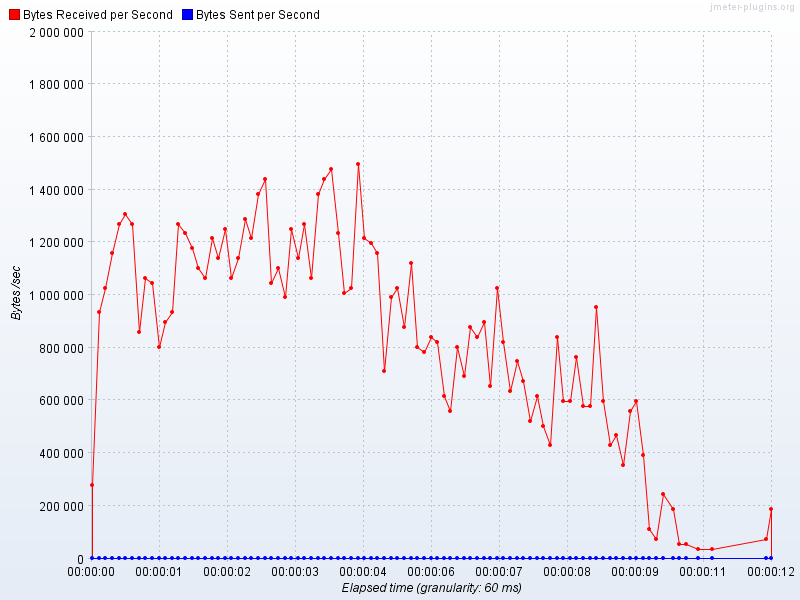 jmeter-plugins.org
Bytes Received per Second Bytes Sent per Second
2 000 000
1 800 000
1 600 000
1 400 000
1 200 000
1 000 000
800 000
600 000
400 000
200 000
0
Bytes /sec
00:00:00 00:00:01 00:00:02 00:00:03 00:00:04 00:00:06 00:00:07 00:00:08 00:00:09 00:00:11 00:00:12
Elapsed time (granularity: 60 ms)